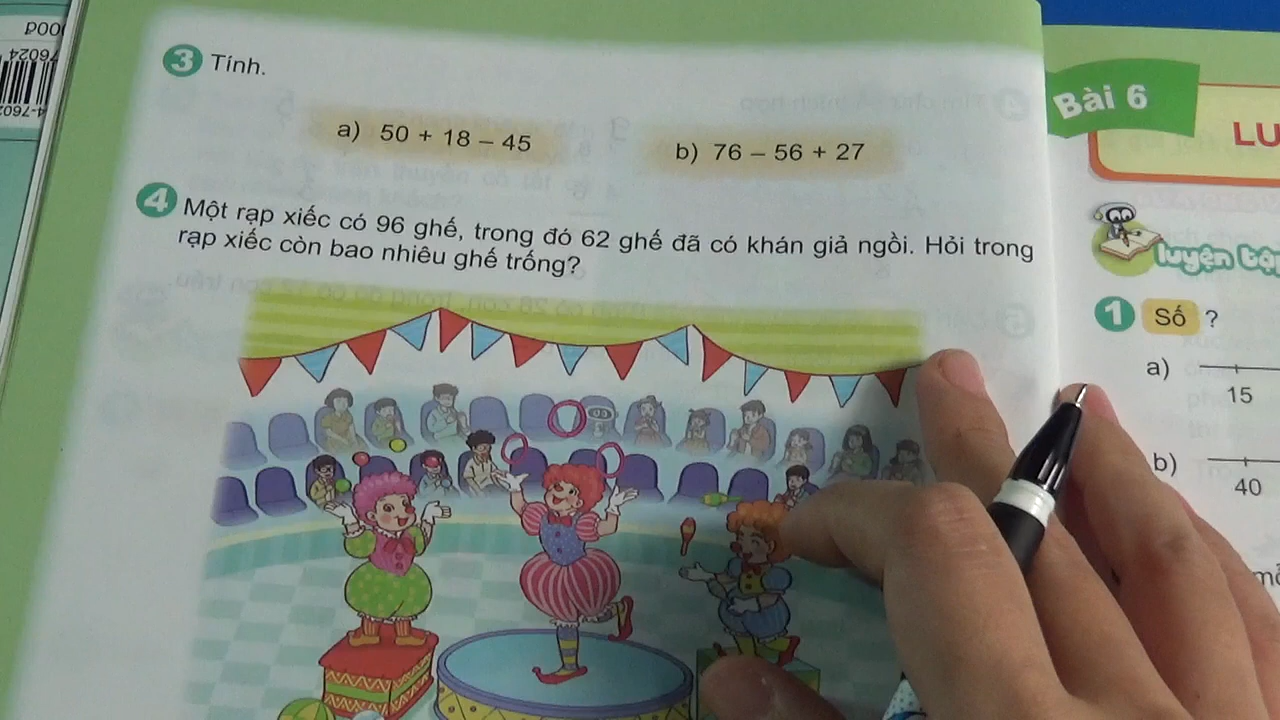 3 Tính.
a) 50 + 18 – 45
b) 76 – 56 + 27
4 Một rạp xiếc có 96 ghế, trong đó 62 ghế đã có khán giả ngồi. Hỏi trong
rạp xiếc còn bao nhiêu ghế trống?
Bài 6
LU
luyện tập
1 Số ?
a)
15
b)
40